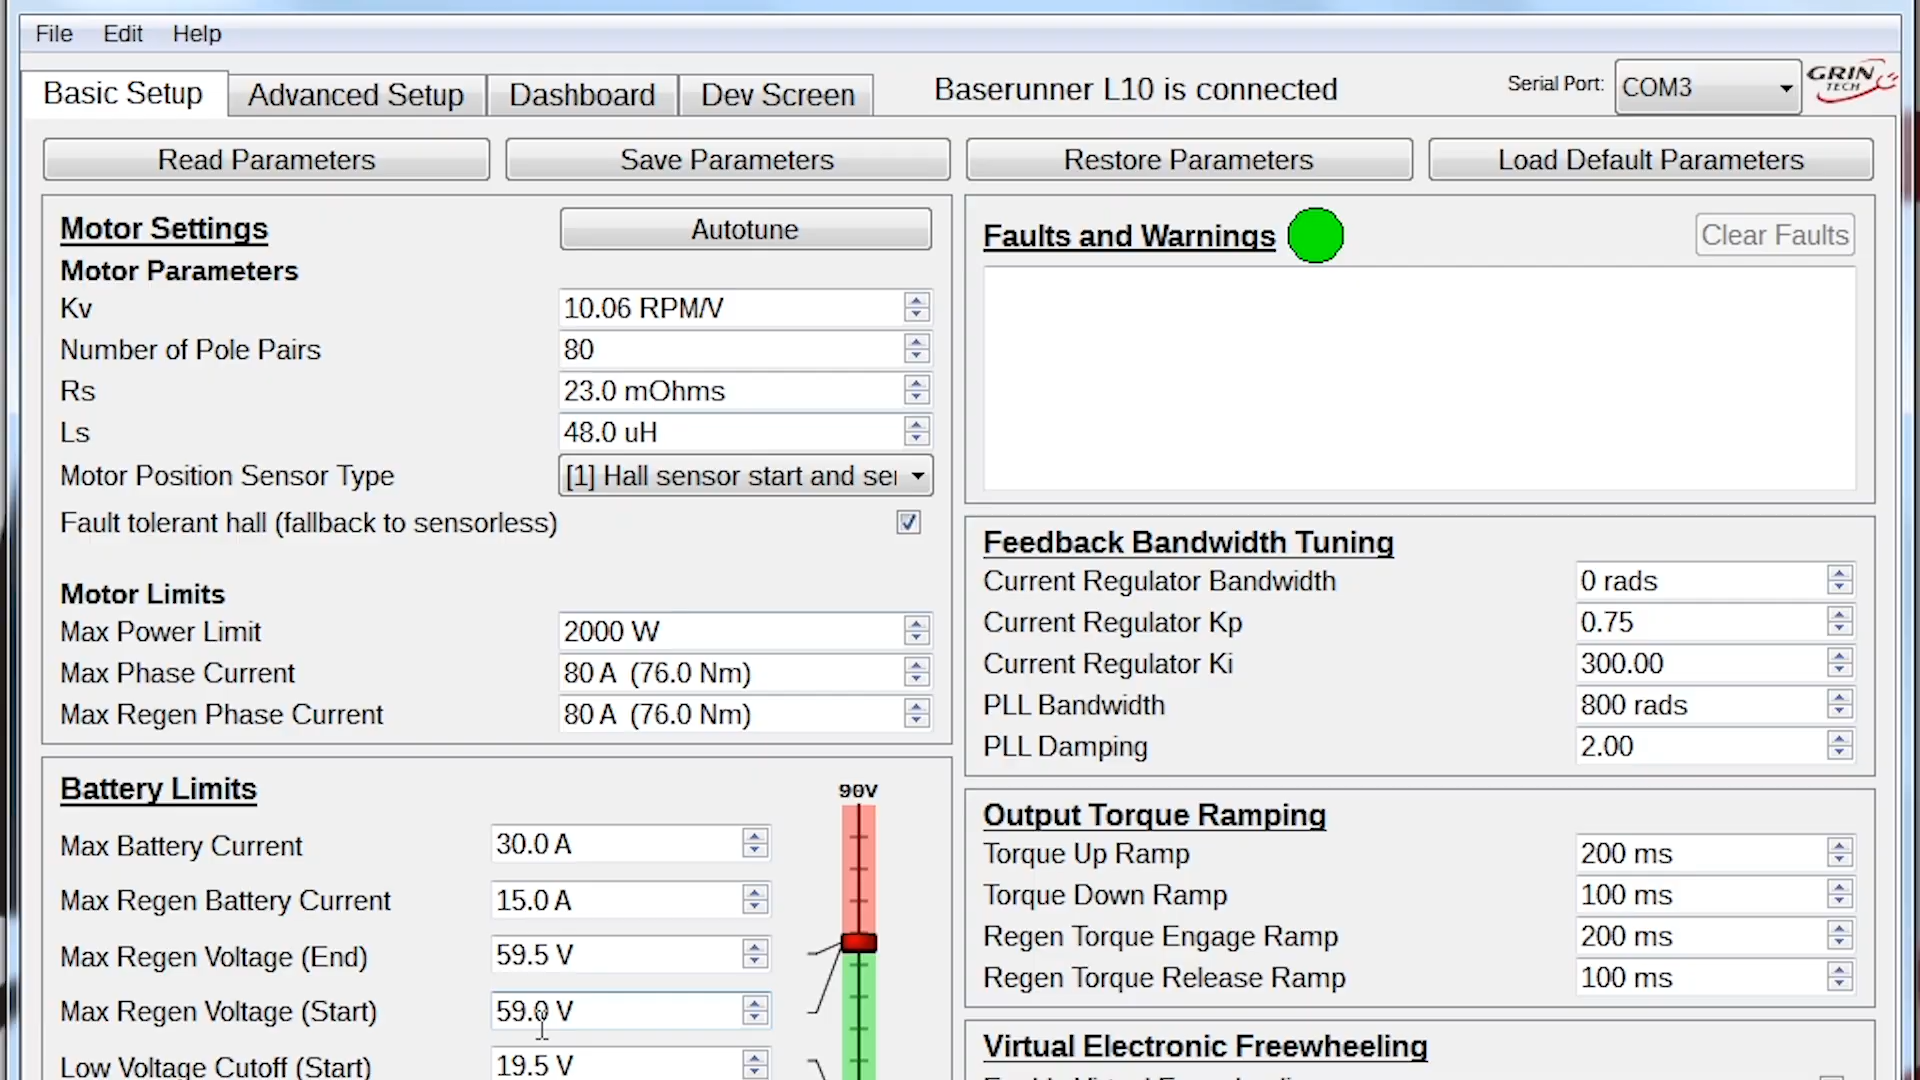 File Edit Help
Basic Setup Advanced Setup Dashboard Dev Screen Baserunner L10 is connected Serial Port: COM3 GRIN TECH
Read Parameters Save Parameters Restore Parameters Load Default Parameters
Motor Settings Autotune
Motor Parameters
Kv 10.06 RPM/V
Number of Pole Pairs 80
Rs 23.0 mOhms
Ls 48.0 uH
Motor Position Sensor Type [1] Hall sensor start and se
Fault tolerant hall (fallback to sensorless)
Motor Limits
Max Power Limit 2000 W
Max Phase Current 80 A (76.0 Nm)
Max Regen Phase Current 80 A (76.0 Nm)
Battery Limits
90V
Max Battery Current 30.0 A
Max Regen Battery Current 15.0 A
Max Regen Voltage (End) 59.5 V
Max Regen Voltage (Start) 59.0 V
Low Voltage Cutoff (Start) 19.5 V
Faults and Warnings Clear Faults
Feedback Bandwidth Tuning
Current Regulator Bandwidth 0 rads
Current Regulator Kp 0.75
Current Regulator Ki 300.00
PLL Bandwidth 800 rads
PLL Damping 2.00
Output Torque Ramping
Torque Up Ramp 200 ms
Torque Down Ramp 100 ms
Regen Torque Engage Ramp 200 ms
Regen Torque Release Ramp 100 ms
Virtual Electronic Freewheeling